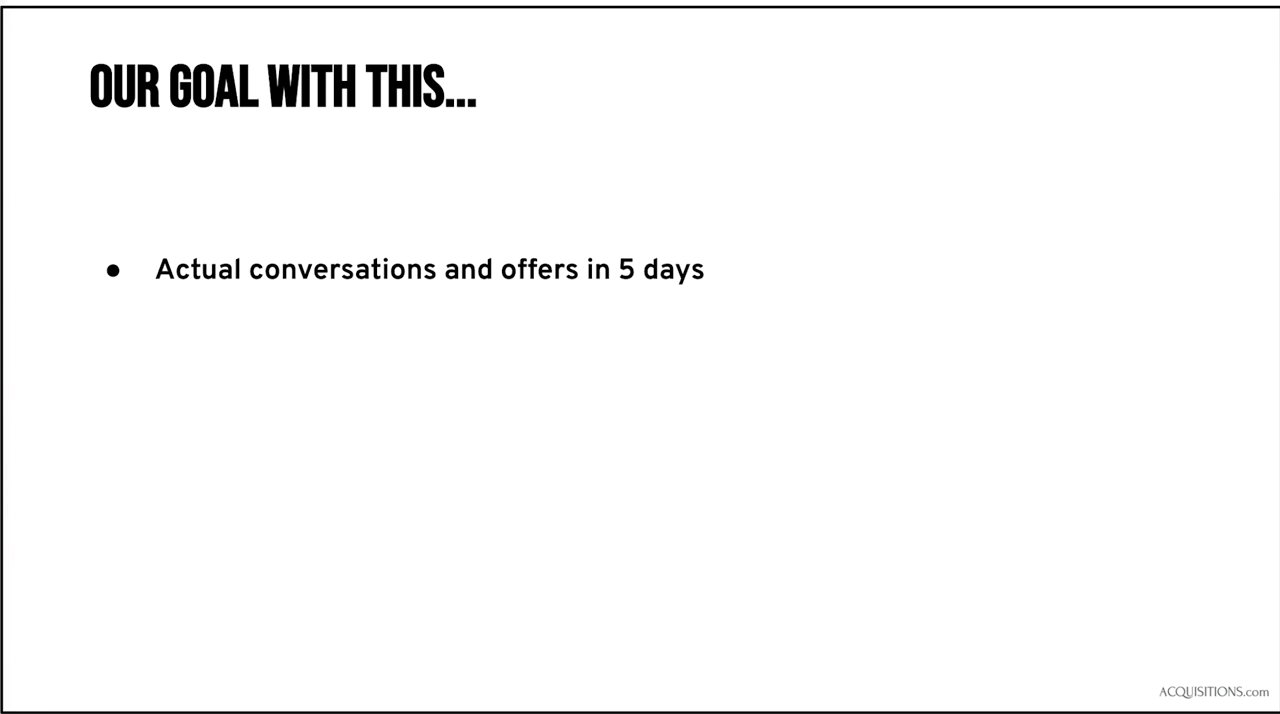 OUR GOAL WITH THIS...
● Actual conversations and offers in 5 days
ACQUISITIONS.com